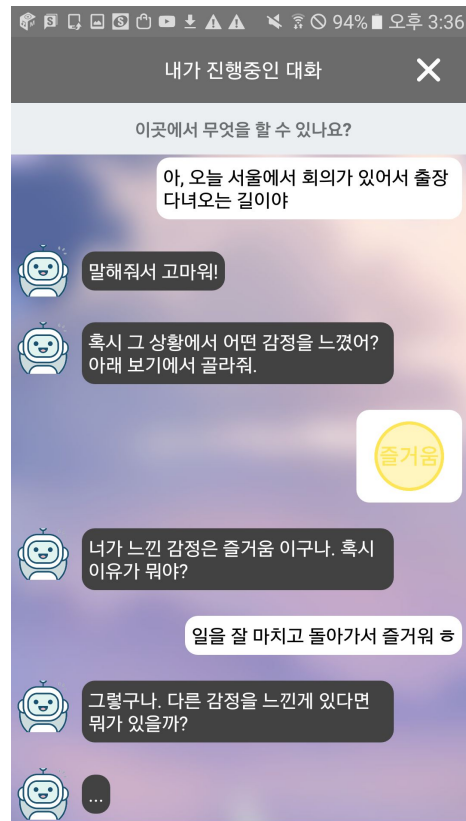 94% 오후 3:36
내가 진행중인 대화
이곳에서 무엇을 할 수 있나요?
아, 오늘 서울에서 회의가 있어서 출장
다녀오는 길이야
말해줘서 고마워!
혹시 그 상황에서 어떤 감정을 느꼈어?
아래 보기에서 골라줘.
즐거움
너가 느낀 감정은 즐거움 이구나. 혹시
이유가 뭐야?
일을 잘 마치고 돌아가서 즐거워 ㅎ
그렇구나. 다른 감정을 느낀게 있다면
뭐가 있을까?
...